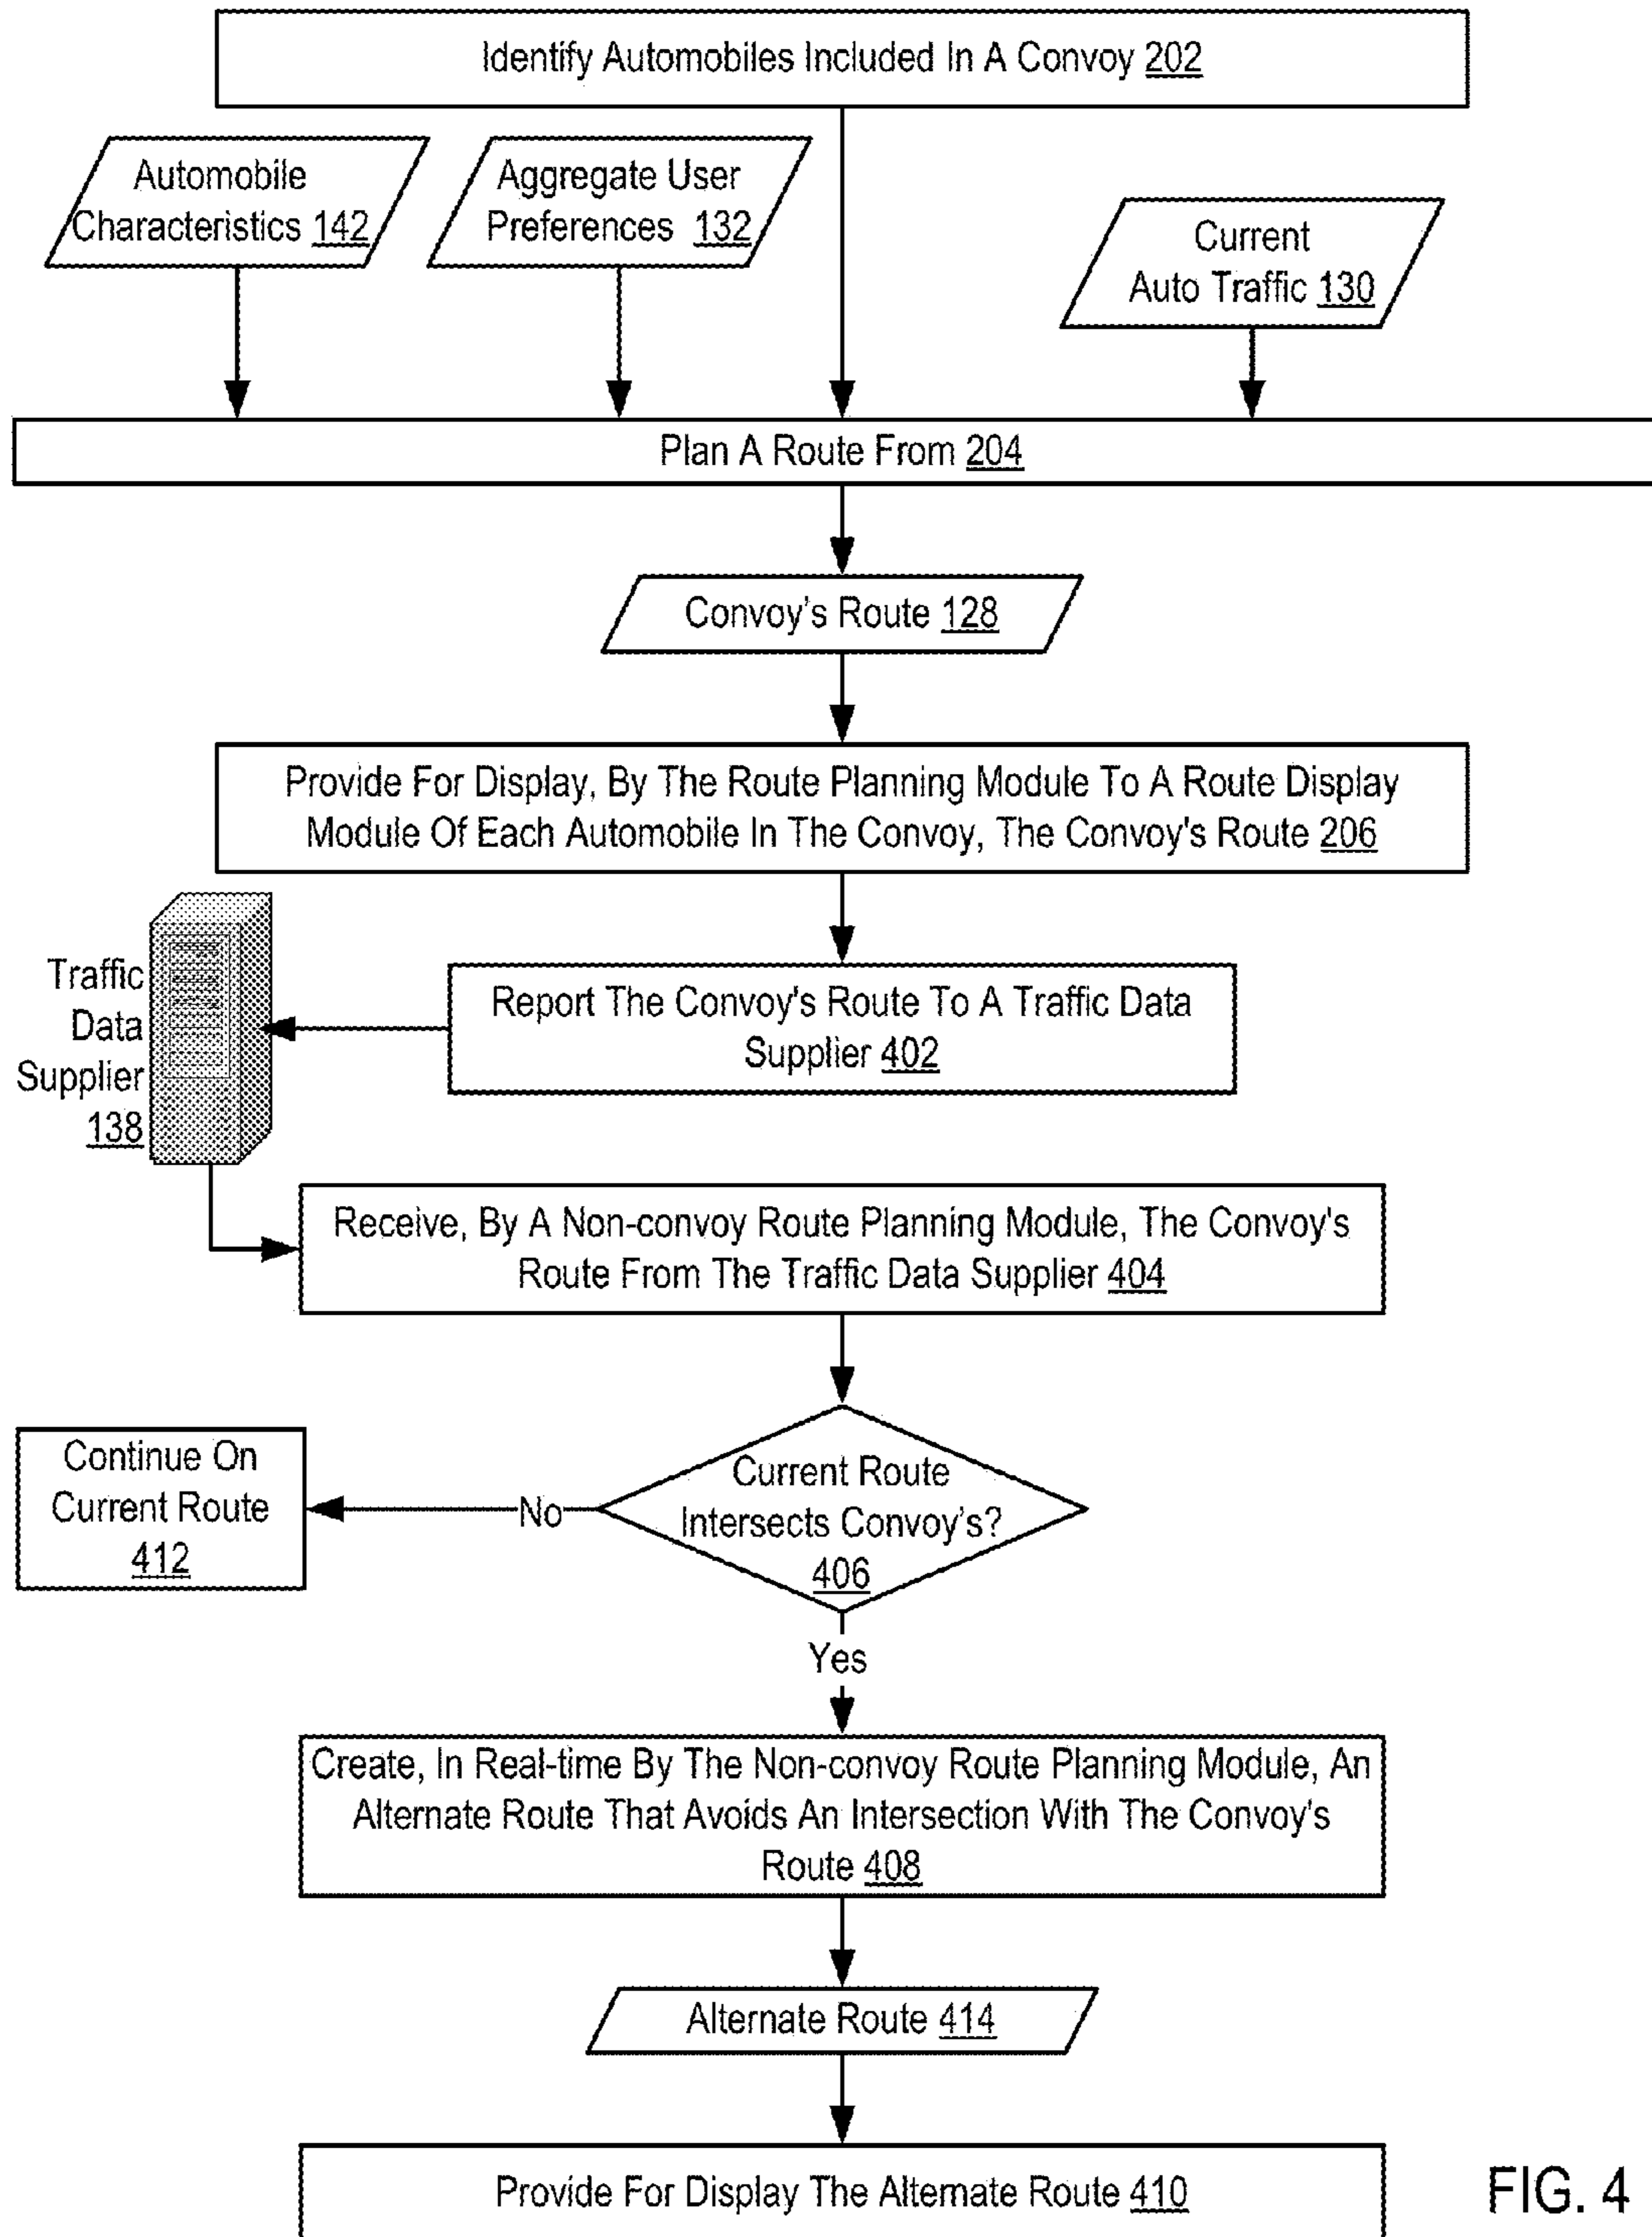 Identify Automobiles Included In A Convoy 202
Automobile
Characteristics 142
Aggregate User
Preferences 132
Current
Auto Traffic 130
Plan A Route From 204
Convoy's Route 128
Provide For Display, By The Route Planning Module To A Route Display
Module Of Each Automobile In The Convoy, The Convoy's Route 206
Traffic
Data
Supplier
138
Report The Convoy's Route To A Traffic Data
Supplier 402
Receive, By A Non-convoy Route Planning Module, The Convoy's
Route From The Traffic Data Supplier 404
Continue On
Current Route
412
No
Current Route
Intersects Convoy's?
406
Yes
Create, In Real-time By The Non-convoy Route Planning Module, An
Alternate Route That Avoids An Intersection With The Convoy's
Route 408
Alternate Route 414
Provide For Display The Alternate Route 410
FIG. 4